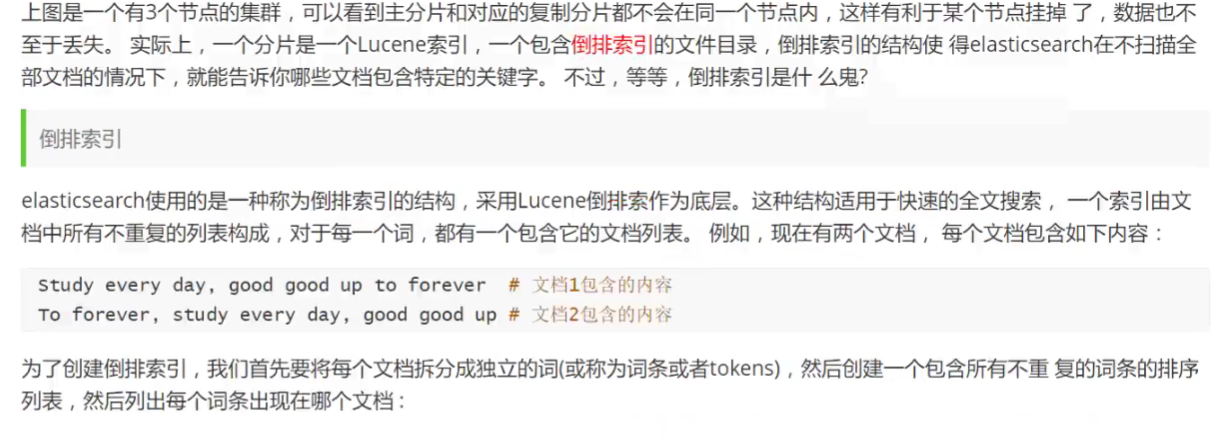 上图是一个有3个节点的集群，可以看到主分片和对应的复制分片都不会在同一个节点内，这样有利于某个节点挂掉 了，数据也不
至于丢失。 实际上，一个分片是一个Lucene索引，一个包含倒排索引的文件目录，倒排索引的结构使 得elasticsearch在不扫描全
部文档的情况下，就能告诉你哪些文档包含特定的关键字。 不过，等等，倒排索引是什 么鬼?
倒排索引
elasticsearch使用的是一种称为倒排索引的结构，采用Lucene倒排索作为底层。这种结构适用于快速的全文搜索， 一个索引由文
档中所有不重复的列表构成，对于每一个词，都有一个包含它的文档列表。 例如，现在有两个文档， 每个文档包含如下内容：
Study every day, good good up to forever  # 文档1包含的内容
To forever, study every day, good good up # 文档2包含的内容
为了创建倒排索引，我们首先要将每个文档拆分成独立的词(或称为词条或者tokens)，然后创建一个包含所有不重 复的词条的排序
列表，然后列出每个词条出现在哪个文档：